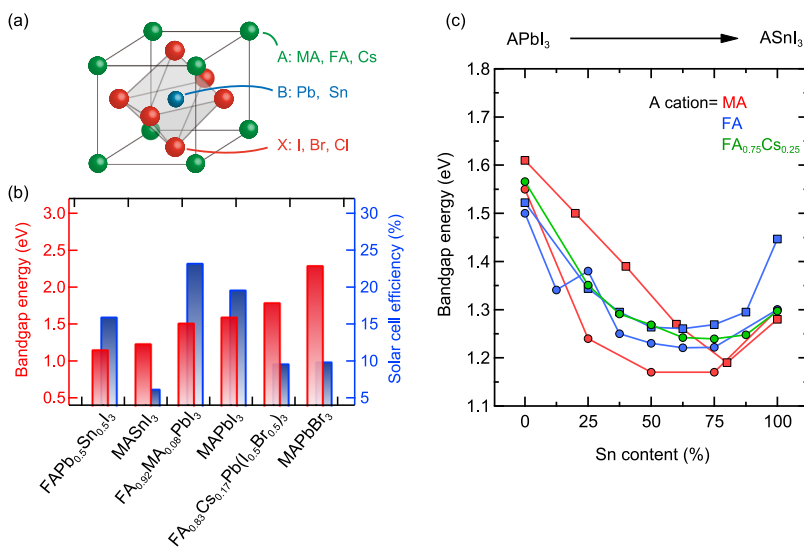 (a)
A: MA, FA, Cs
B: Pb, Sn
X: I, Br, Cl
(b)
Bandgap energy (eV)
3.0
2.5
2.0
1.5
1.0
0.5
Solar cell efficiency (%)
30
25
20
15
10
5
FAPb0.5Sn0.5I3
MASnI3
FA0.92MA0.08PbI3
MAPbI3
FA0.83Cs0.17Pb(I0.5Br0.5)3
MAPbBr3
(c)
APbI3
ASnI3
A cation= MA
FA
FA0.75Cs0.25
Bandgap energy (eV)
1.8
1.7
1.6
1.5
1.4
1.3
1.2
1.1
0 25 50 75 100
Sn content (%)